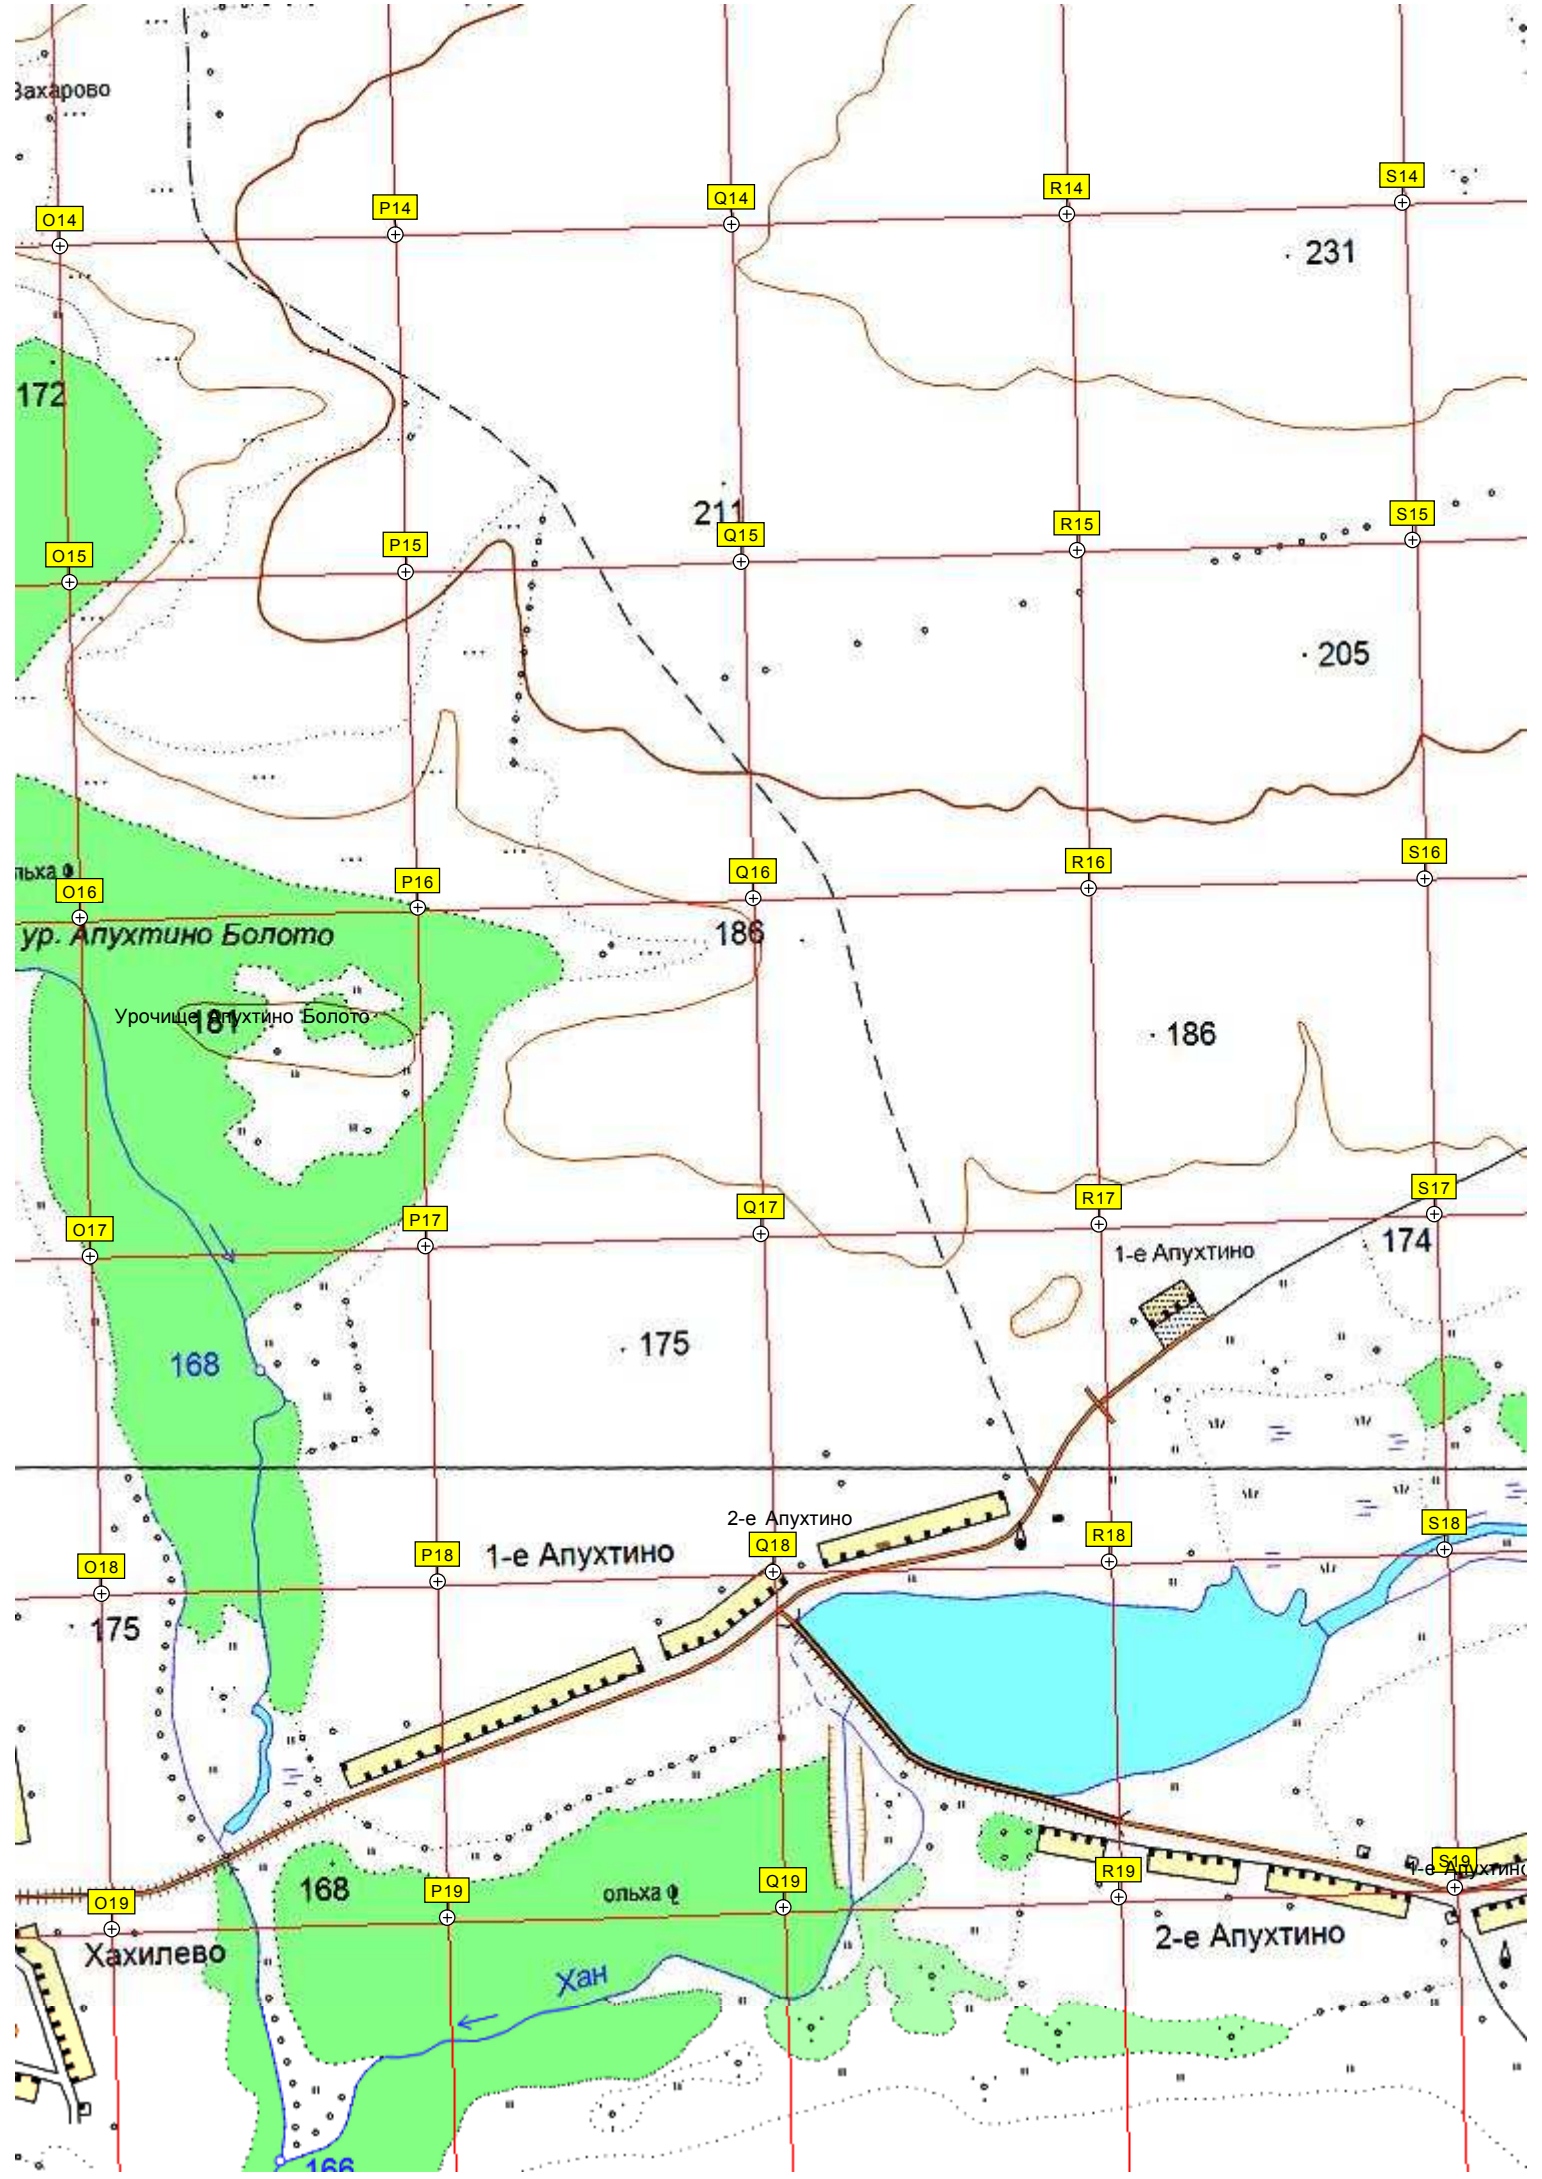 Захарово
O14
P14
Q14
R14
S14
231
172
211
O15
P15
Q15
R15
S15
205
O16
P16
Q16
R16
S16
ур. Апухтино Болото
186
181
Урочище Апухтино Болото
186
O17
P17
Q17
R17
S17
174
1-е Апухтино
168
175
2-е Апухтино
1-е Апухтино
O18
P18
Q18
R18
S18
175
168
ольха
O19
P19
Q19
R19
S19
1-е Апухтино
Хахилево
2-е Апухтино
Хан
166